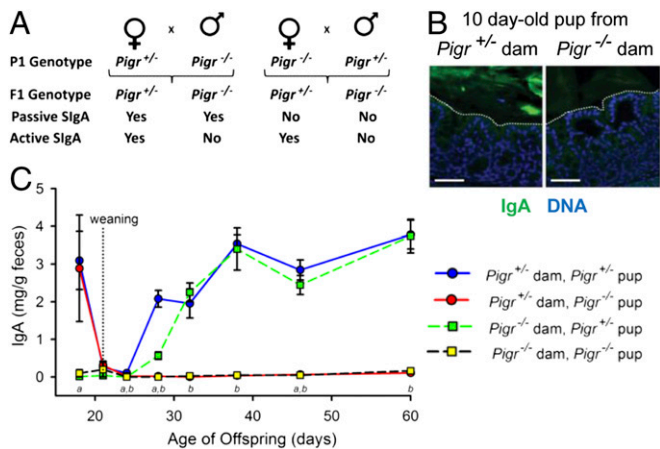 A
♀ x ♂ ♀ x ♂
P1 Genotype Pigr +/- Pigr -/- Pigr -/- Pigr +/-
F1 Genotype Pigr +/- Pigr -/- Pigr +/- Pigr -/-
Passive SIgA Yes Yes No No
Active SIgA Yes No Yes No
B
10 day-old pup from
Pigr +/- dam Pigr -/- dam
IgA DNA
C
weaning
IgA (mg/g feces)
5
4
3
2
1
0
a a,b a,b b b a,b b
20 30 40 50 60
Age of Offspring (days)
Pigr+/- dam, Pigr+/- pup
Pigr+/- dam, Pigr-/- pup
Pigr-/- dam, Pigr+/- pup
Pigr-/- dam, Pigr-/- pup